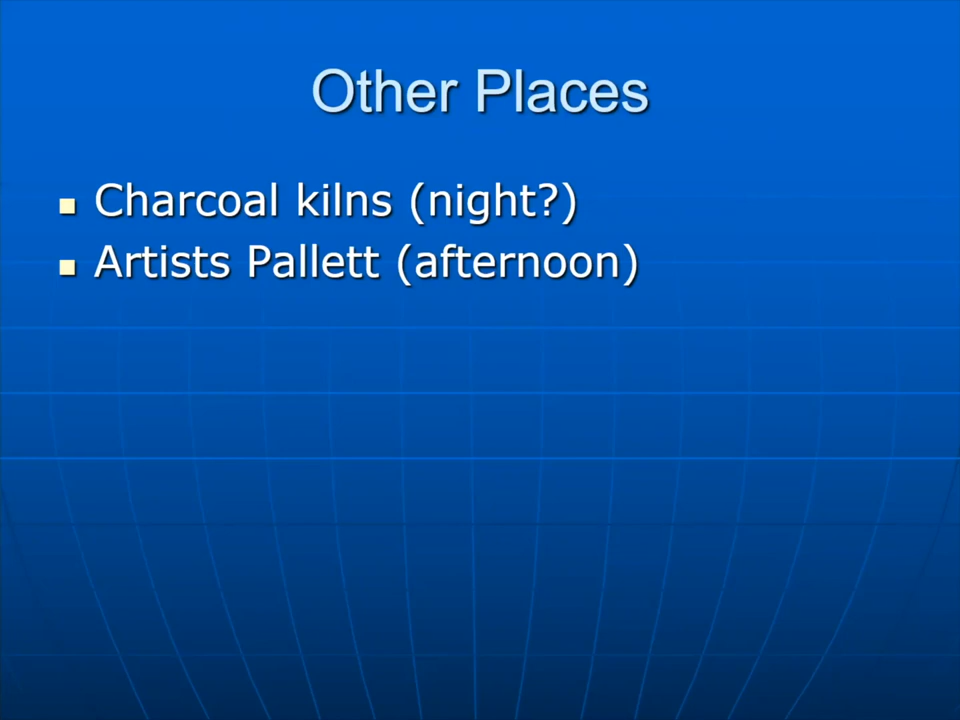 Other Places
Charcoal kilns (night?)
Artists Pallett (afternoon)